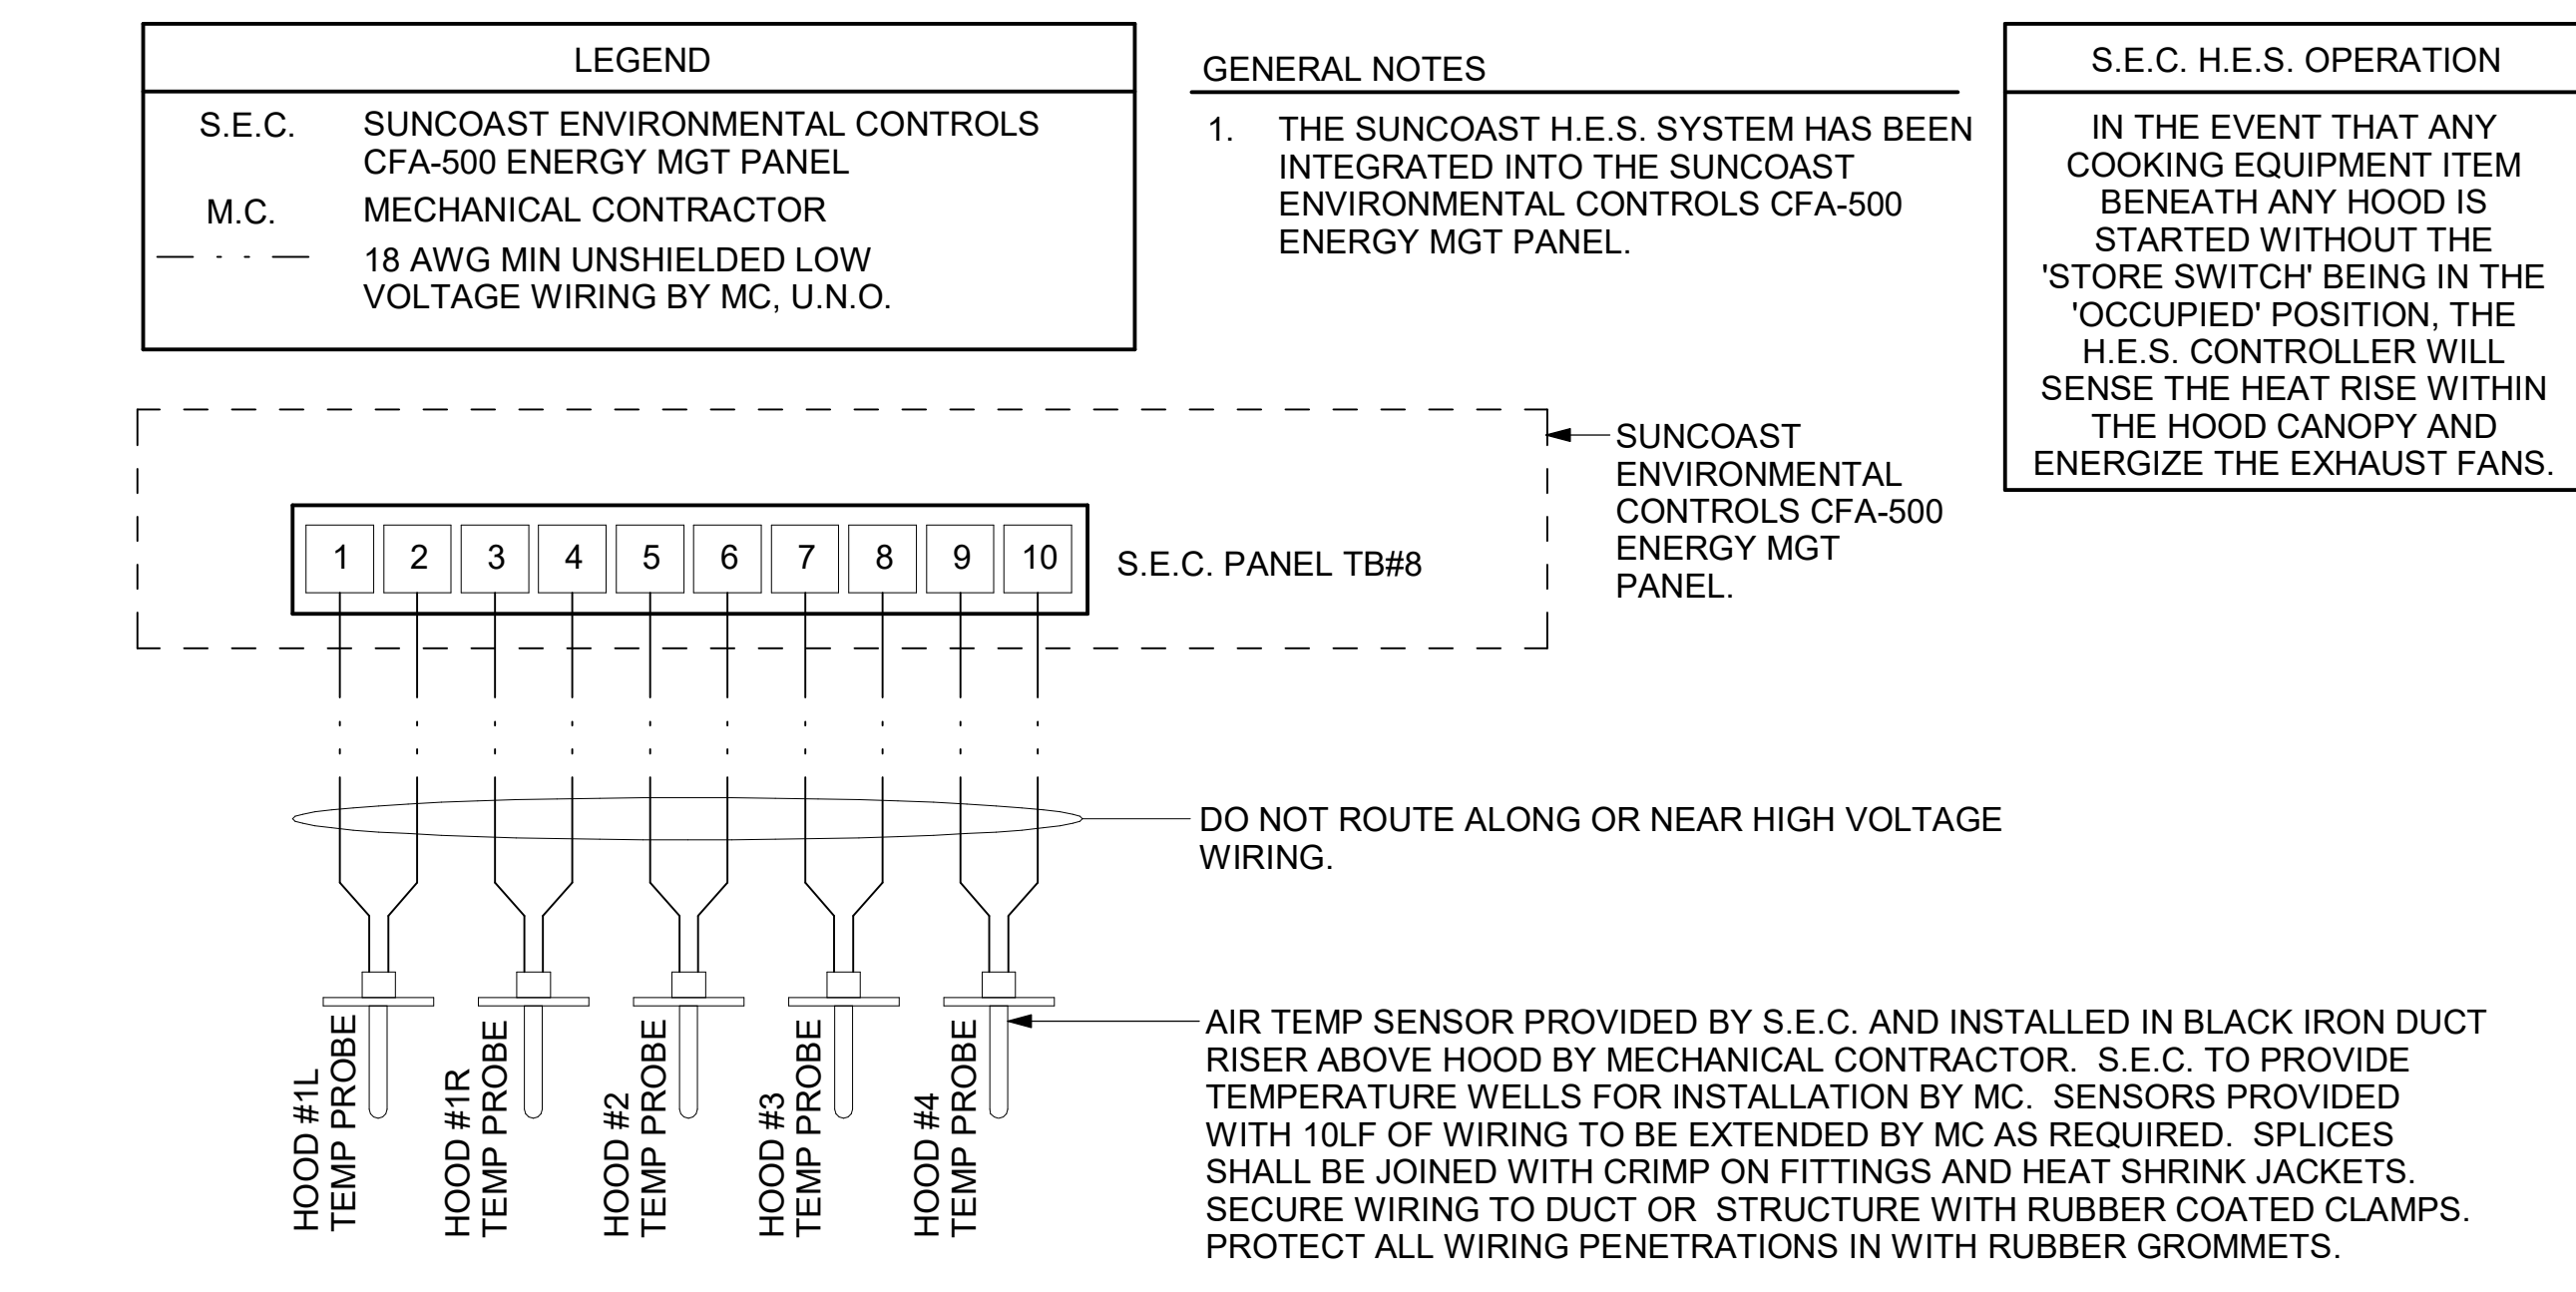 LEGEND
S.E.C. SUNCOAST ENVIRONMENTAL CONTROLS
CFA-500 ENERGY MGT PANEL
M.C. MECHANICAL CONTRACTOR
18 AWG MIN UNSHIELDED LOW
VOLTAGE WIRING BY MC, U.N.O.
GENERAL NOTES
1. THE SUNCOAST H.E.S. SYSTEM HAS BEEN
INTEGRATED INTO THE SUNCOAST
ENVIRONMENTAL CONTROLS CFA-500
ENERGY MGT PANEL.
S.E.C. H.E.S. OPERATION
IN THE EVENT THAT ANY
COOKING EQUIPMENT ITEM
BENEATH ANY HOOD IS
STARTED WITHOUT THE
'STORE SWITCH' BEING IN THE
'OCCUPIED' POSITION, THE
H.E.S. CONTROLLER WILL
SENSE THE HEAT RISE WITHIN
THE HOOD CANOPY AND
ENERGIZE THE EXHAUST FANS.
SUNCOAST
ENVIRONMENTAL
CONTROLS CFA-500
ENERGY MGT
PANEL.
1 2 3 4 5 6 7 8 9 10
S.E.C. PANEL TB#8
DO NOT ROUTE ALONG OR NEAR HIGH VOLTAGE
WIRING.
HOOD #1L
TEMP PROBE
HOOD #1R
TEMP PROBE
HOOD #2
TEMP PROBE
HOOD #3
TEMP PROBE
HOOD #4
TEMP PROBE
AIR TEMP SENSOR PROVIDED BY S.E.C. AND INSTALLED IN BLACK IRON DUCT
RISER ABOVE HOOD BY MECHANICAL CONTRACTOR. S.E.C. TO PROVIDE
TEMPERATURE WELLS FOR INSTALLATION BY MC. SENSORS PROVIDED
WITH 10LF OF WIRING TO BE EXTENDED BY MC AS REQUIRED. SPLICES
SHALL BE JOINED WITH CRIMP ON FITTINGS AND HEAT SHRINK JACKETS.
SECURE WIRING TO DUCT OR STRUCTURE WITH RUBBER COATED CLAMPS.
PROTECT ALL WIRING PENETRATIONS IN WITH RUBBER GROMMETS.